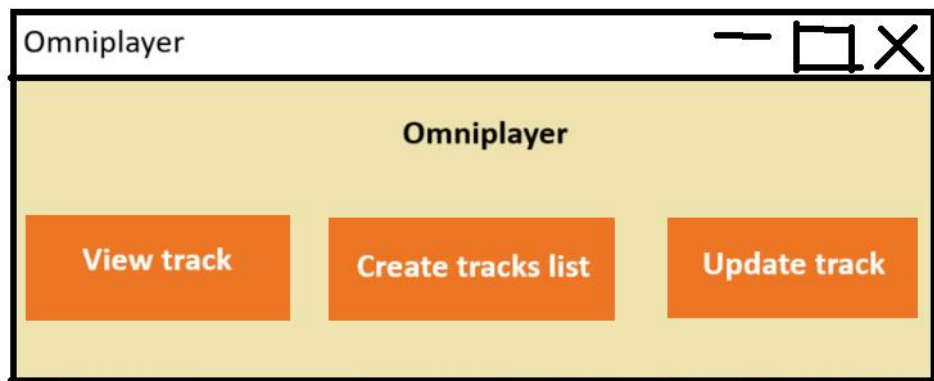 Omniplayer
Omniplayer
View track
Create tracks list
Update track